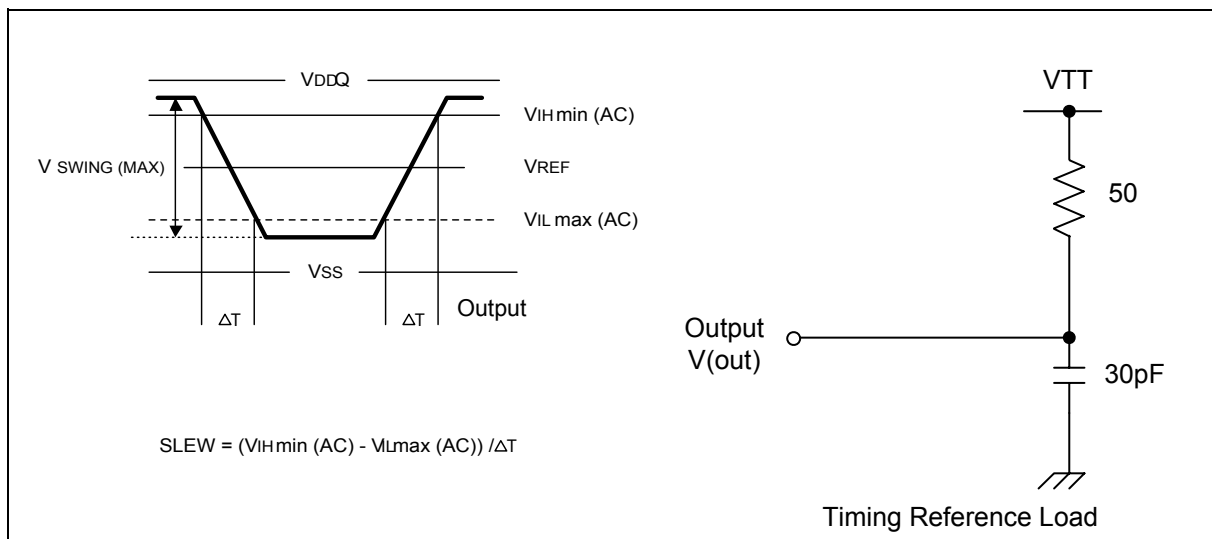 VDDQ
VIH min (AC)
V SWING (MAX)
VREF
VIL max (AC)
VSS
ΔT
ΔT
Output
SLEW = (VIH min (AC) - VILmax (AC)) /ΔT
VTT
50
Output
V(out)
30pF
Timing Reference Load